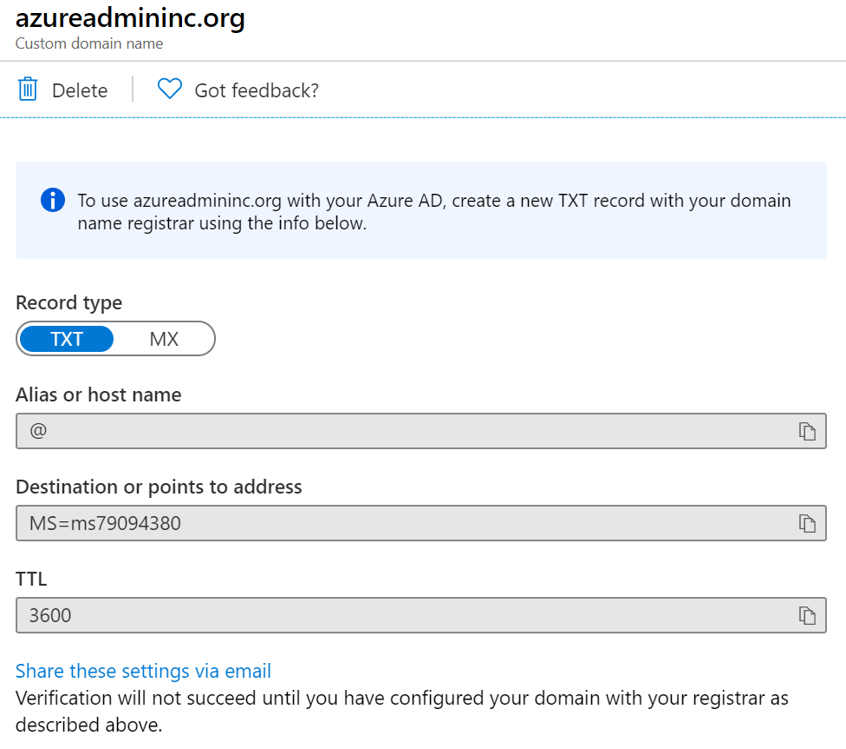 azureadmininc.org
Custom domain name
Delete
Got feedback?
To use azureadmininc.org with your Azure AD, create a new TXT record with your domain
name registrar using the info below.
Record type
TXT MX
Alias or host name
@
Destination or points to address
MS=ms79094380
TTL
3600
Share these settings via email
Verification will not succeed until you have configured your domain with your registrar as
described above.